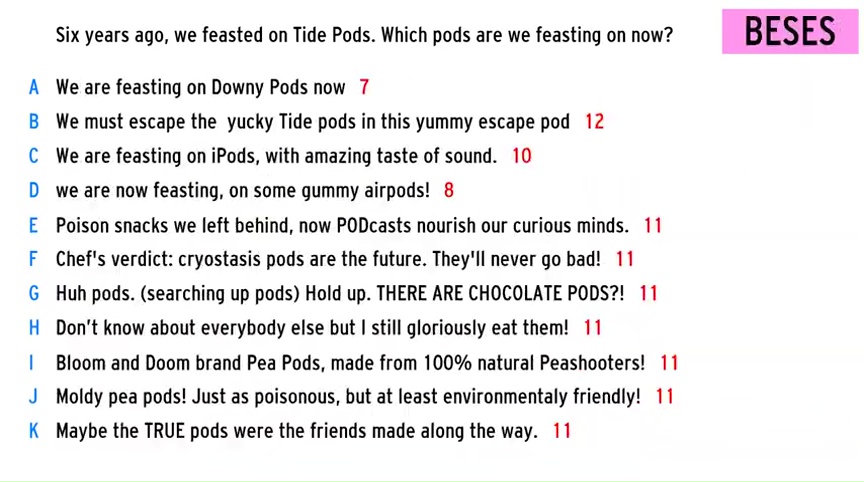 Six years ago, we feasted on Tide Pods. Which pods are we feasting on now?
BESES
A We are feasting on Downy Pods now 7
B We must escape the yucky Tide pods in this yummy escape pod 12
C We are feasting on iPods, with amazing taste of sound. 10
D we are now feasting, on some gummy airpods! 8
E Poison snacks we left behind, now PODcasts nourish our curious minds. 11
F Chef's verdict: cryostasis pods are the future. They'll never go bad! 11
G Huh pods. (searching up pods) Hold up. THERE ARE CHOCOLATE PODS?! 11
H Don't know about everybody else but I still gloriously eat them! 11
I Bloom and Doom brand Pea Pods, made from 100% natural Peashooters! 11
J Moldy pea pods! Just as poisonous, but at least environmentaly friendly! 11
K Maybe the TRUE pods were the friends made along the way. 11